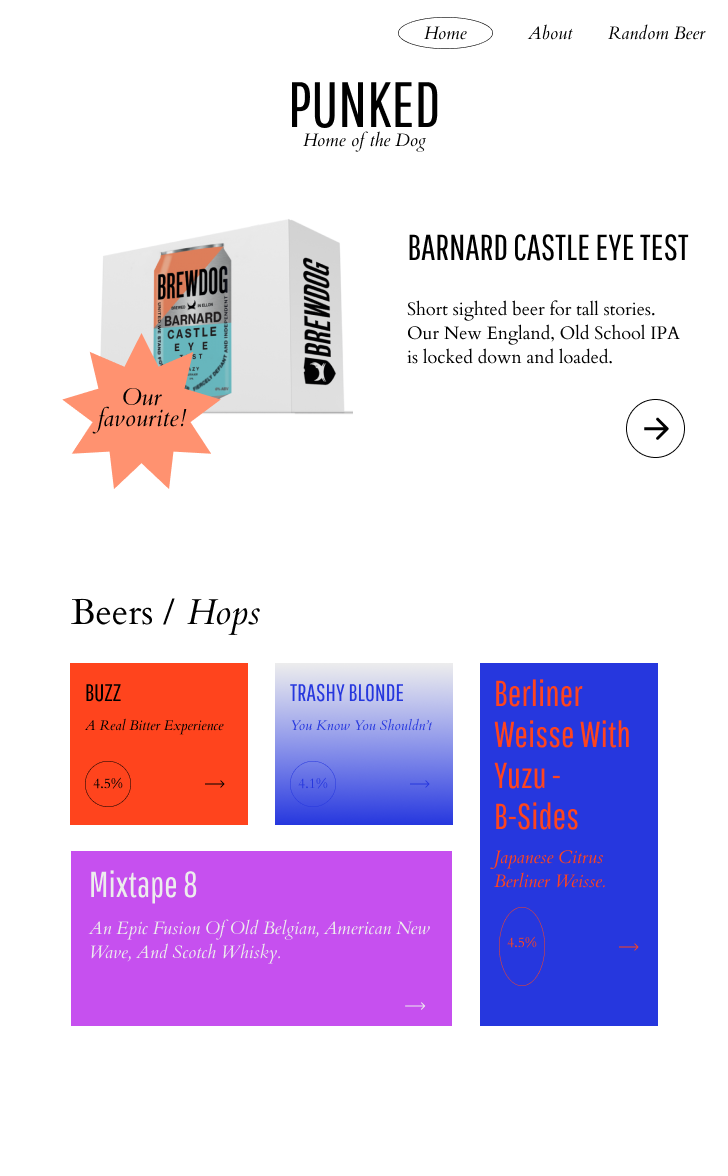 Home About Random Beer
PUNKED
Home of the Dog
BREWDOG
BREWED IN ELLON
BARNARD
CASTLE
EYE
TEST
BREWDOG
Our
favourite!
BARNARD CASTLE EYE TEST
Short sighted beer for tall stories.
Our New England, Old School IPA
is locked down and loaded.
Beers / Hops
BUZZ
A Real Bitter Experience
4.5%
TRASHY BLONDE
You Know You Shouldn't
4.1%
Berliner
Weisse With
Yuzu -
B-Sides
Japanese Citrus
Berliner Weisse.
4.5%
Mixtape 8
An Epic Fusion Of Old Belgian, American New
Wave, And Scotch Whisky.